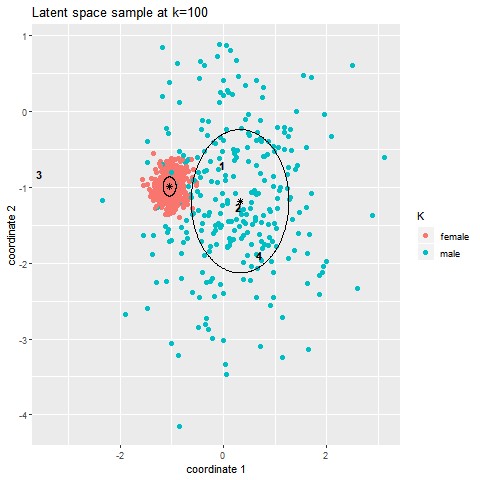 Latent space sample at k=100
0
-1
-2
-3
-4
coordinate 2
3
1
2
4
-2
0
2
coordinate 1
K
female
male